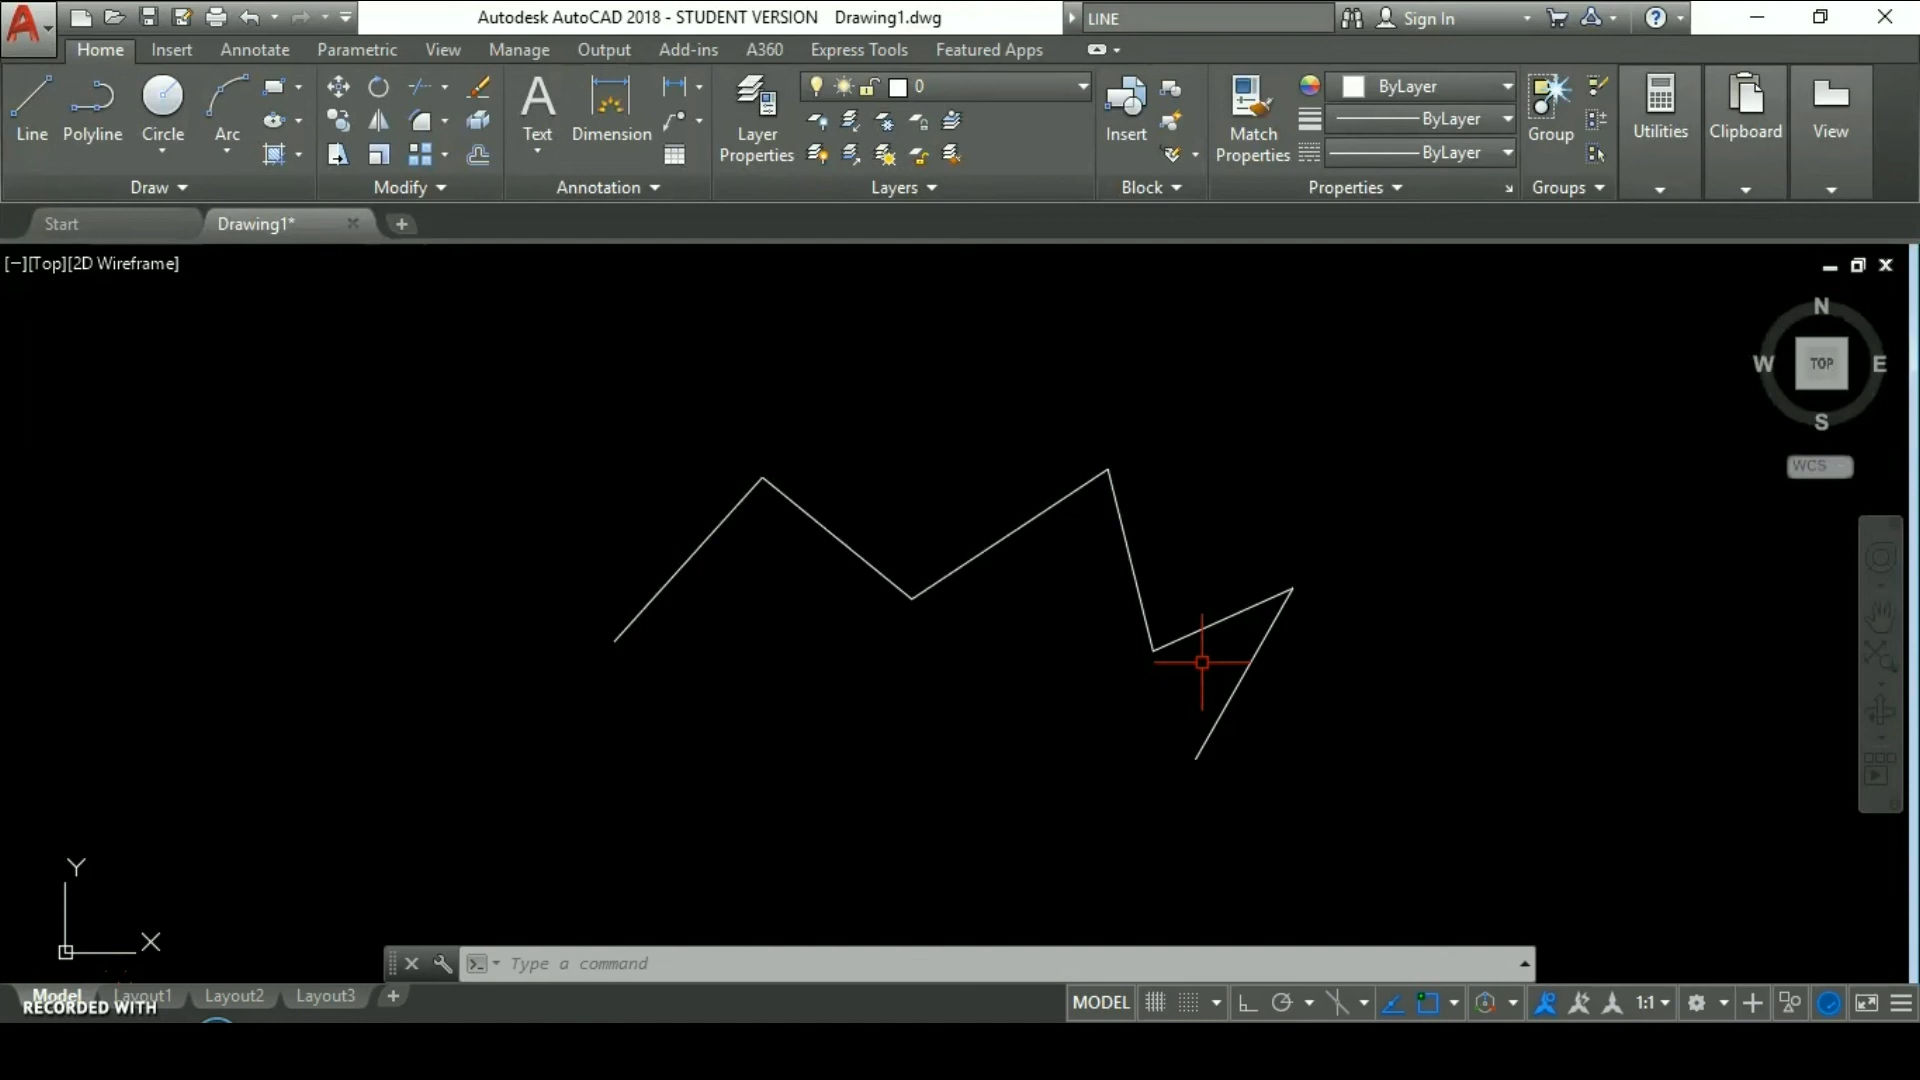 A Autodesk AutoCAD 2018 - STUDENT VERSION Drawing1.dwg LINE Sign In
Home Insert Annotate Parametric View Manage Output Add-ins A360 Express Tools Featured Apps
Line Polyline Circle Arc
Draw
Modify
A
Text Dimension
Annotation
Layer Properties
0
Layers
Insert
Block
Match Properties
ByLayer
ByLayer
ByLayer
Properties
Group
Groups
Utilities
Clipboard
View
Start Drawing1*
[−][Top][2D Wireframe]
N
W TOP E
S
WCS
Y
X
Type a command
Model Layout1 Layout2 Layout3
MODEL 1:1
RECORDED WITH